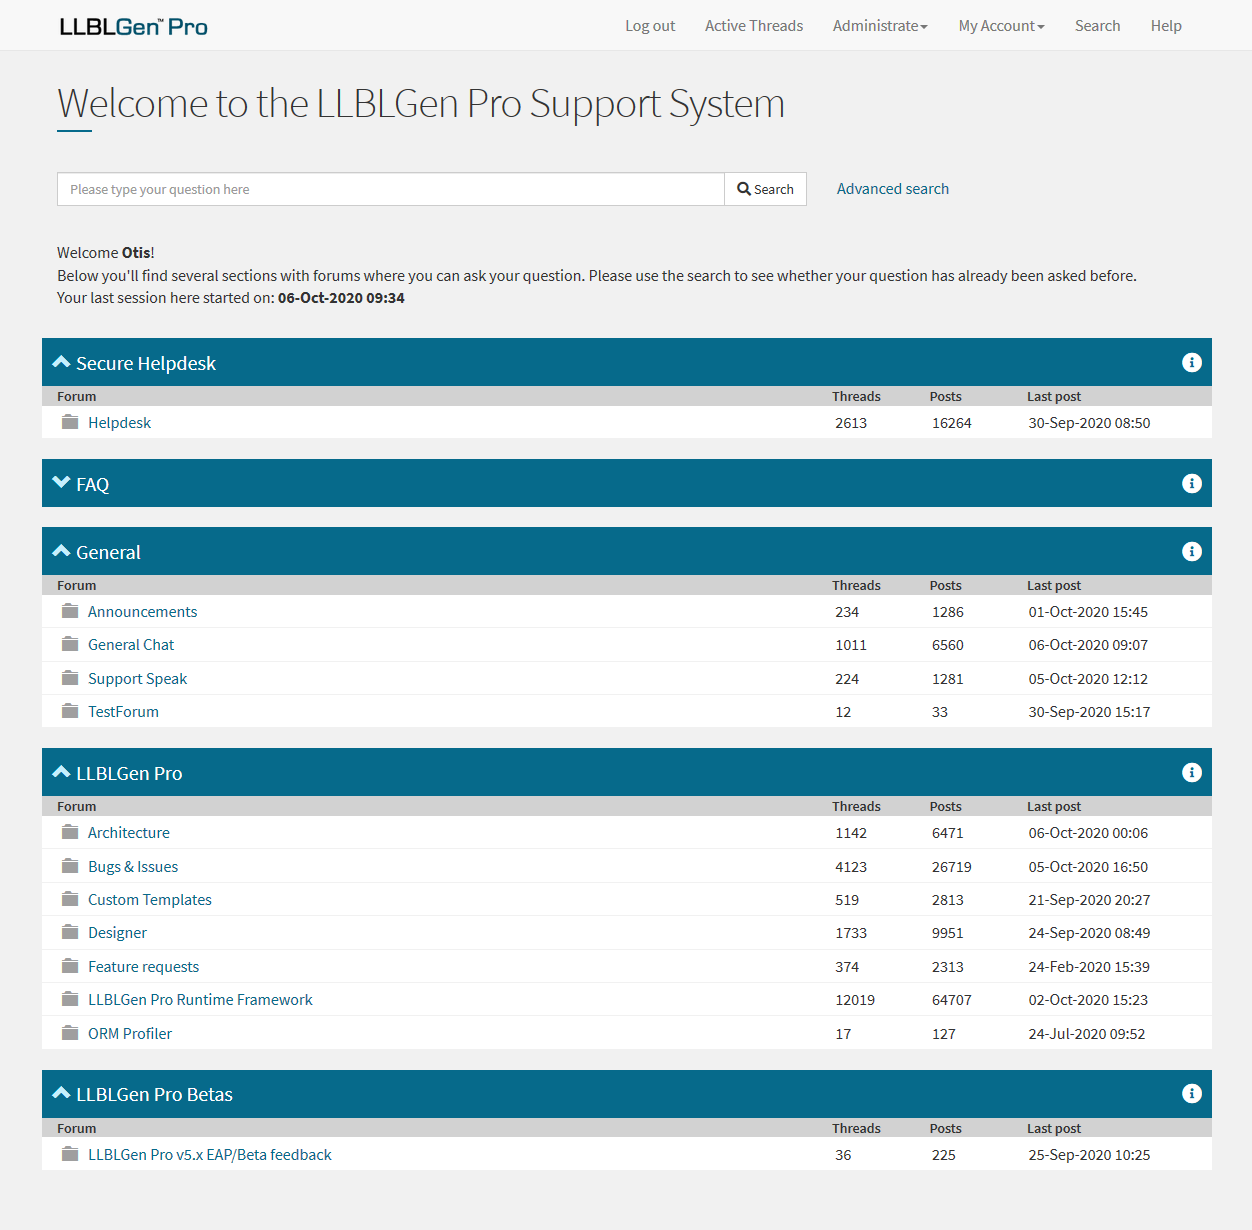 LLBLGen™ Pro
Log out Active Threads Administrate My Account Search Help
Welcome to the LLBLGen Pro Support System
Please type your question here Search Advanced search
Welcome Otis!
Below you'll find several sections with forums where you can ask your question. Please use the search to see whether your question has already been asked before.
Your last session here started on: 06-Oct-2020 09:34
Secure Helpdesk
Forum Threads Posts Last post
Helpdesk 2613 16264 30-Sep-2020 08:50
FAQ
General
Forum Threads Posts Last post
Announcements 234 1286 01-Oct-2020 15:45
General Chat 1011 6560 06-Oct-2020 09:07
Support Speak 224 1281 05-Oct-2020 12:12
TestForum 12 33 30-Sep-2020 15:17
LLBLGen Pro
Forum Threads Posts Last post
Architecture 1142 6471 06-Oct-2020 00:06
Bugs & Issues 4123 26719 05-Oct-2020 16:50
Custom Templates 519 2813 21-Sep-2020 20:27
Designer 1733 9951 24-Sep-2020 08:49
Feature requests 374 2313 24-Feb-2020 15:39
LLBLGen Pro Runtime Framework 12019 64707 02-Oct-2020 15:23
ORM Profiler 17 127 24-Jul-2020 09:52
LLBLGen Pro Betas
Forum Threads Posts Last post
LLBLGen Pro v5.x EAP/Beta feedback 36 225 25-Sep-2020 10:25